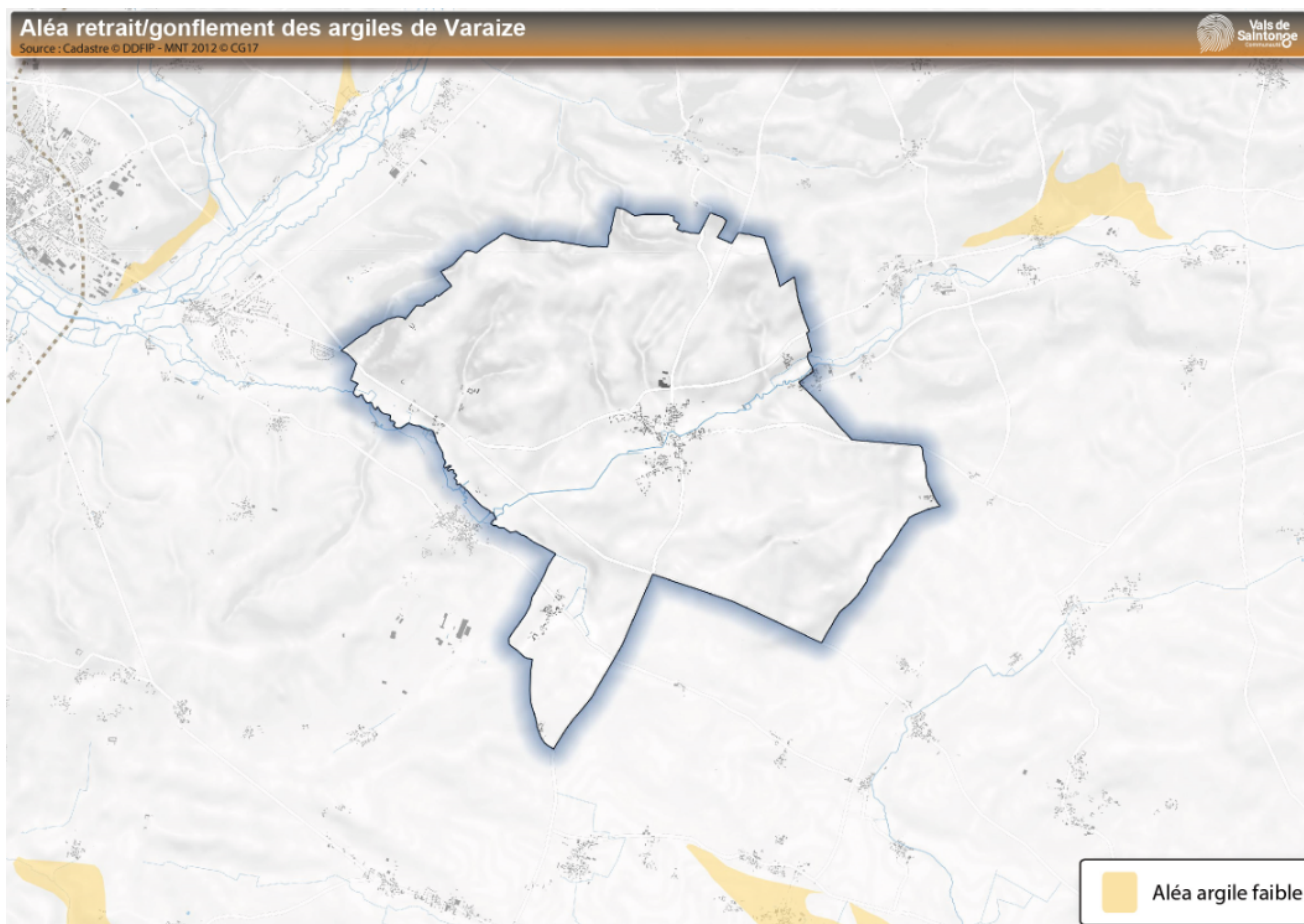 Aléa retrait/gonflement des argiles de Varaize
Source : Cadastre © DDFIP - MNT 2012 © CG17
Vals de
Saintonge
Communauté
Aléa argile faible